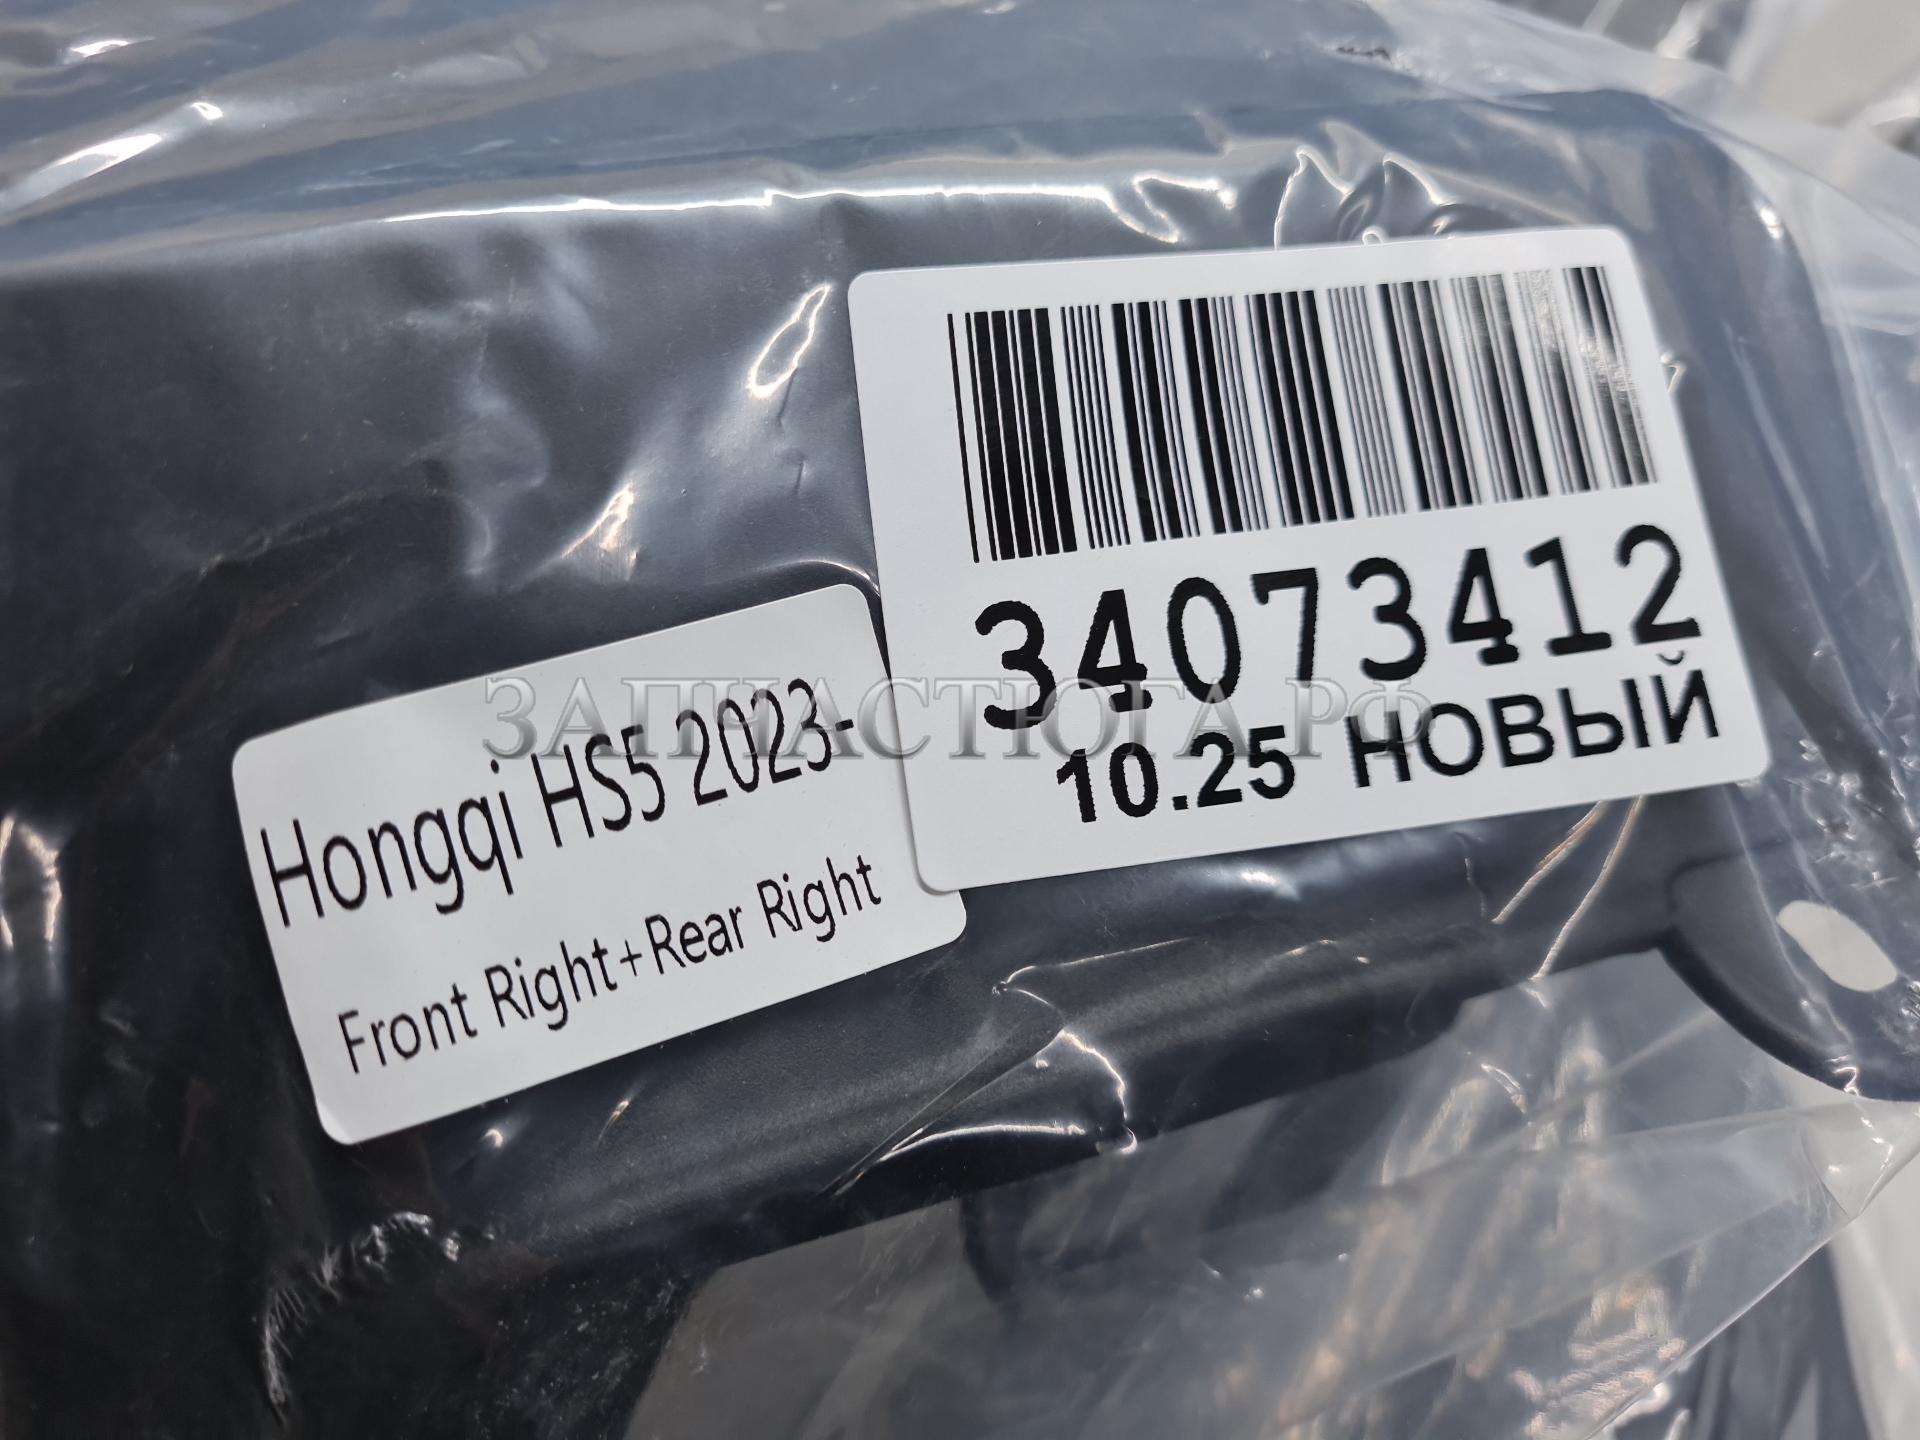 34073412
10.25 НОВЫЙ
Hongqi HS5 2023-
Front Right+Rear Right
ЗАПЧАСТЮГА.РФ